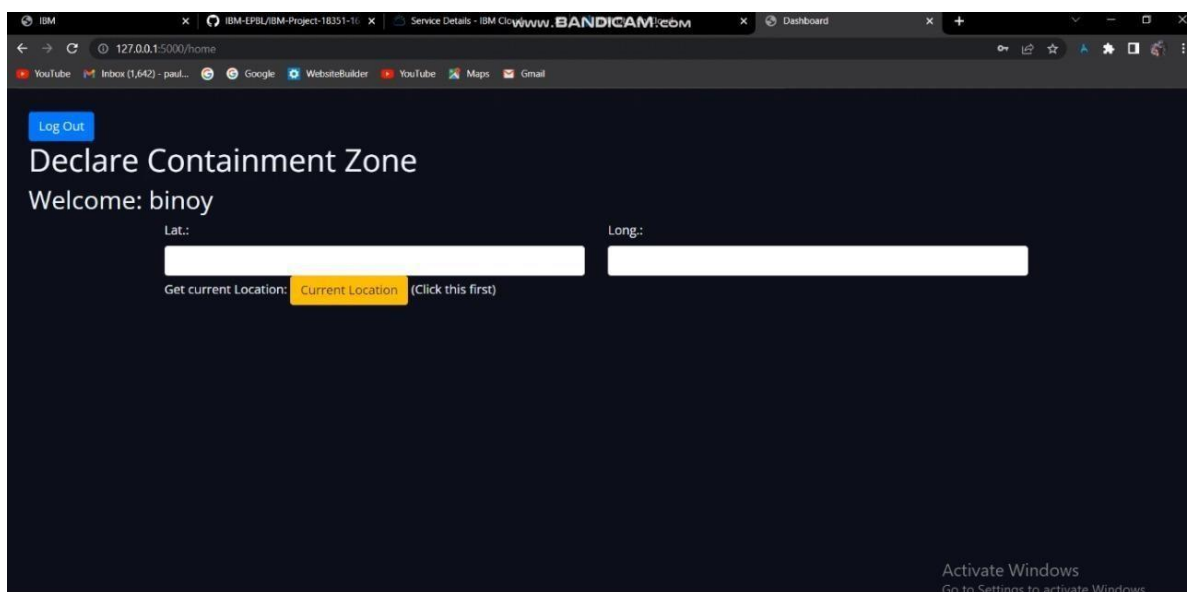 IBM IBM-EPBL/IBM-Project-18351-16 Service Details - IBM Clo www.BANDICAM.com Dashboard
127.0.0.1:5000/home
YouTube Inbox (1,642) - paul... Google WebsiteBuilder YouTube Maps Gmail
Log Out
Declare Containment Zone
Welcome: binoy
Lat.: Long.:
Get current Location: Current Location (Click this first)
Activate Windows
Go to Settings to activate Windows.